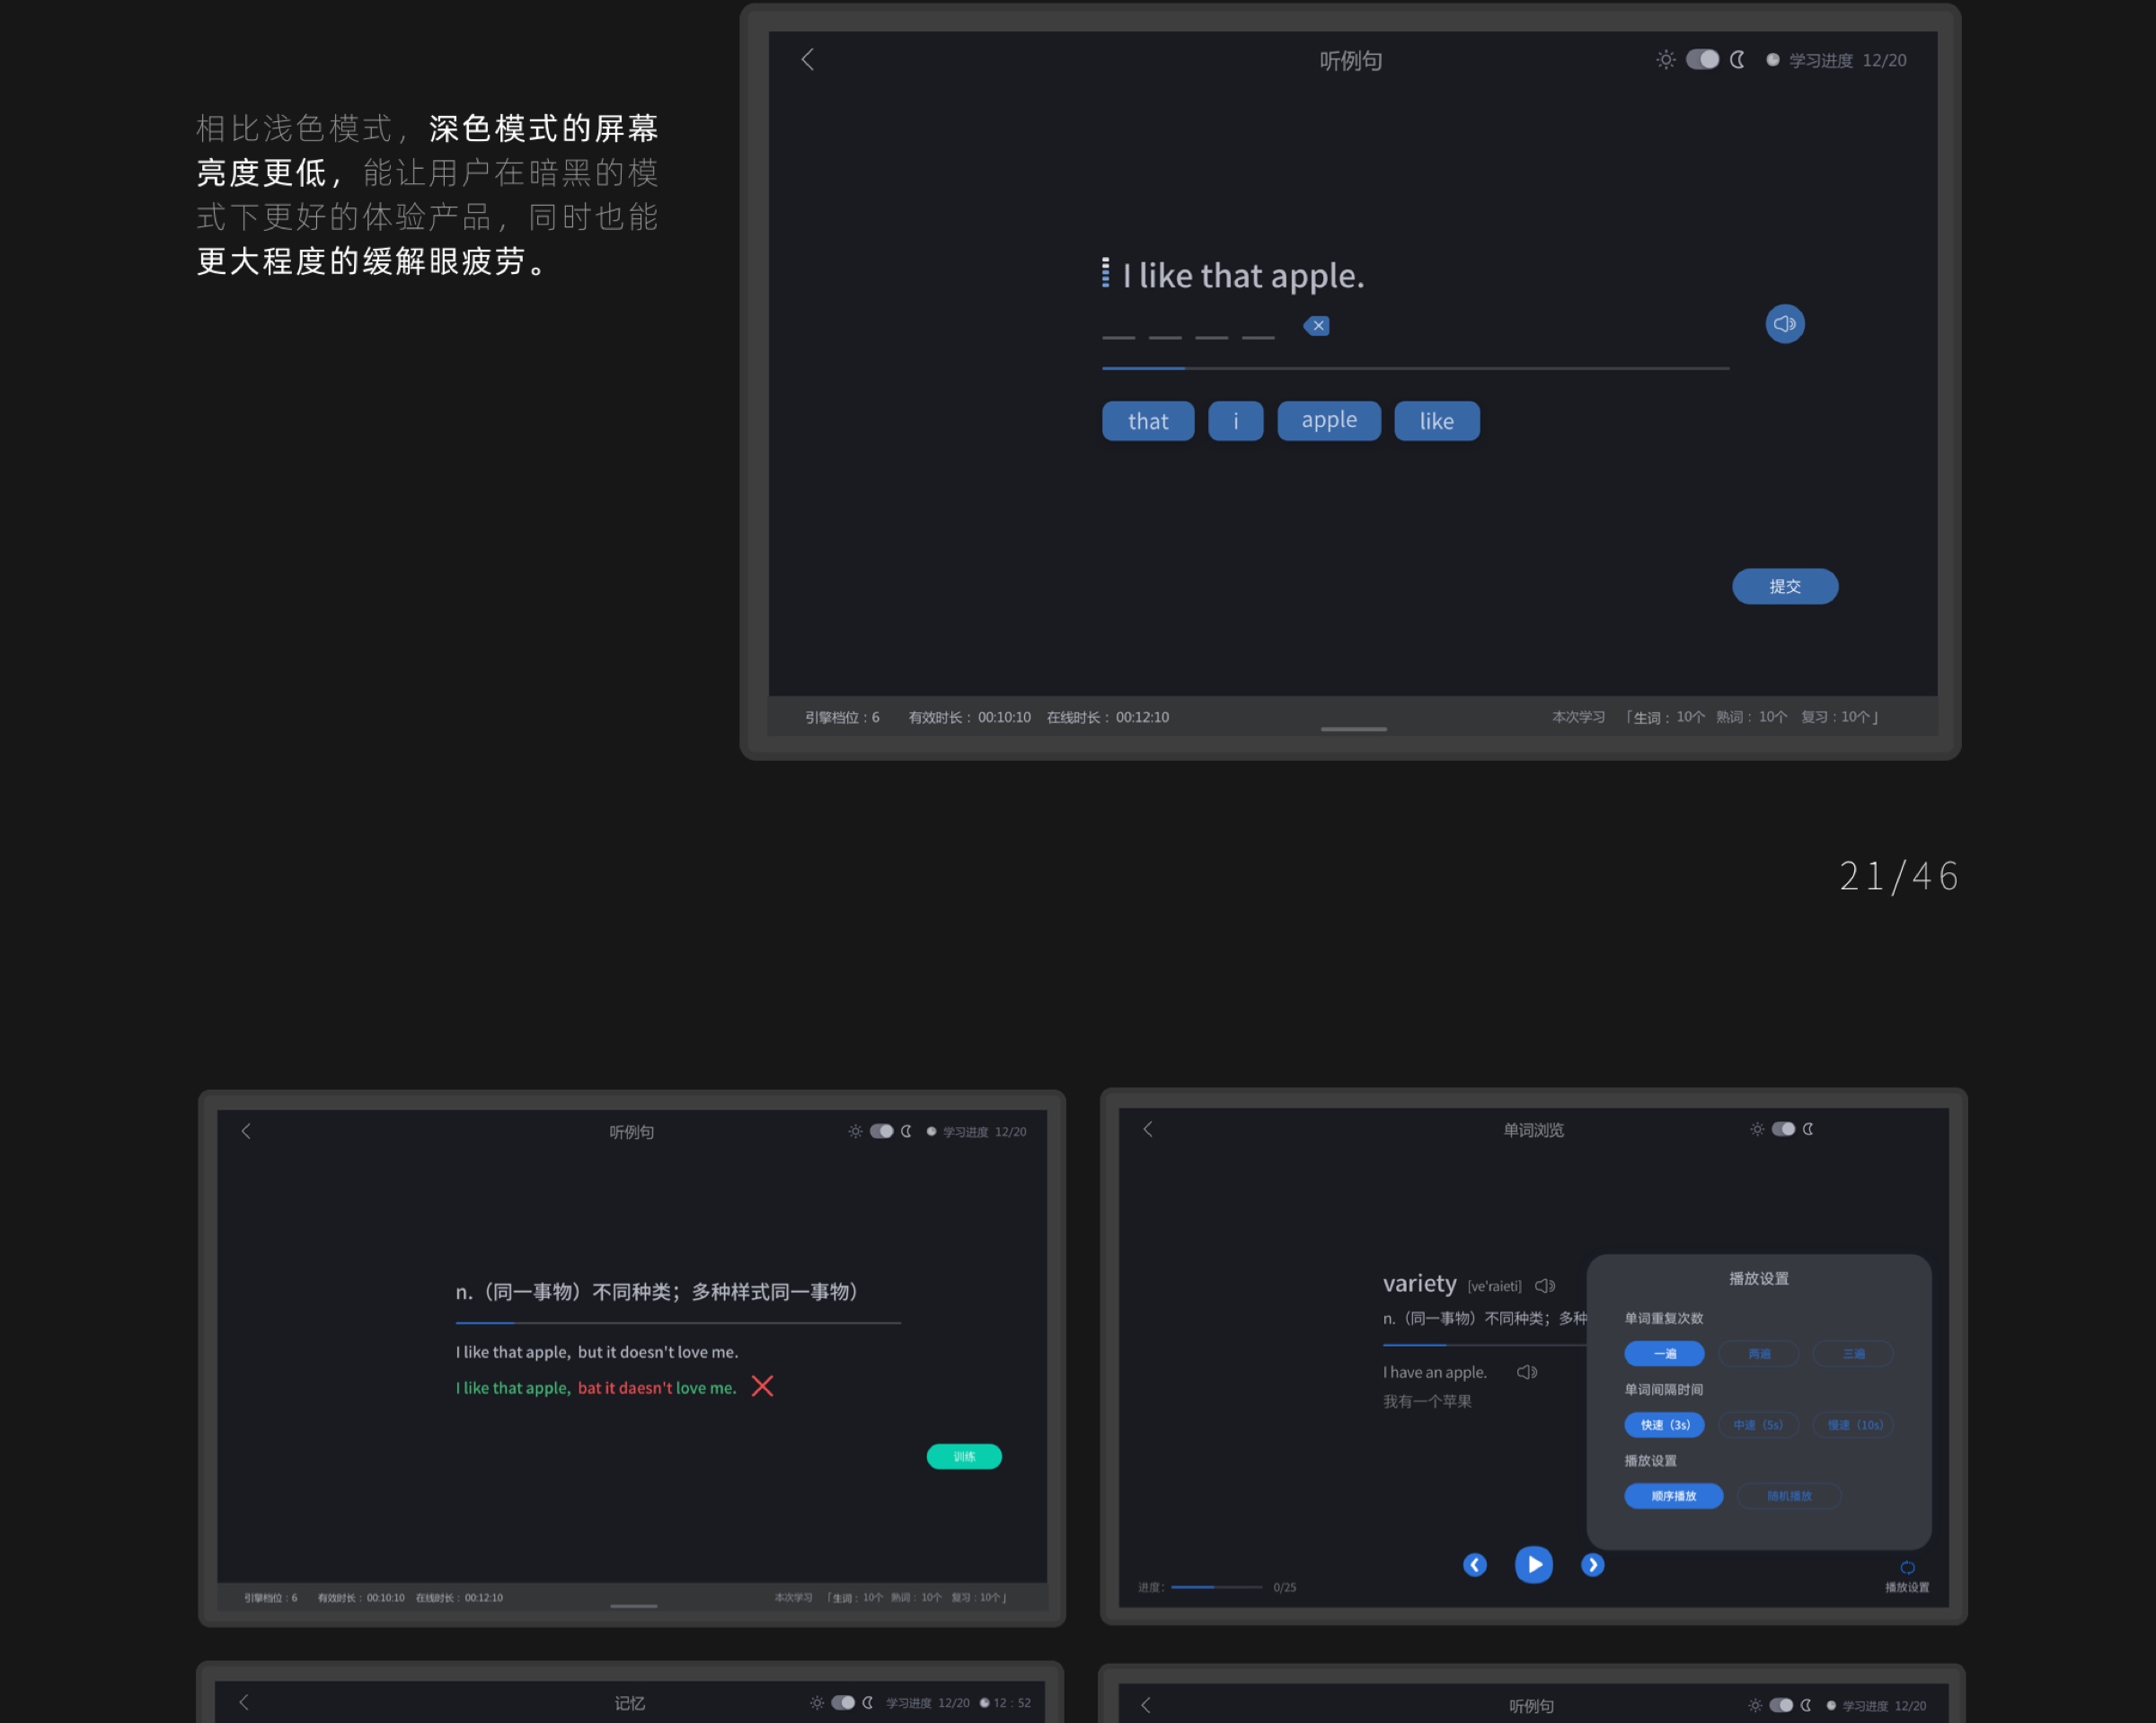 相比浅色模式，深色模式的屏幕
亮度更低，能让用户在暗黑的模
式下更好的体验产品，同时也能
更大程度的缓解眼疲劳。
听例句
学习进度 12/20
I like that apple.
that i apple like
提交
引擎档位：6 有效时长：00:10:10 在线时长：00:12:10
本次学习 「生词：10个 熟词：10个 复习：10个」
21/46
听例句
学习进度 12/20
n.（同一事物）不同种类；多种样式同一事物）
I like that apple, but it doesn't love me.
I like that apple, bat it daesn't love me.
训练
引擎档位：6 有效时长：00:10:10 在线时长：00:12:10
本次学习 「生词：10个 熟词：10个 复习：10个」
单词浏览
variety [ve'raieti]
n.（同一事物）不同种类；多种
I have an apple.
我有一个苹果
播放设置
单词重复次数
一遍 两遍 三遍
单词间隔时间
快速（3s） 中速（5s） 慢速（10s）
播放设置
顺序播放 随机播放
进度： 0/25
播放设置
记忆
学习进度 12/20 12：52
听例句
学习进度 12/20